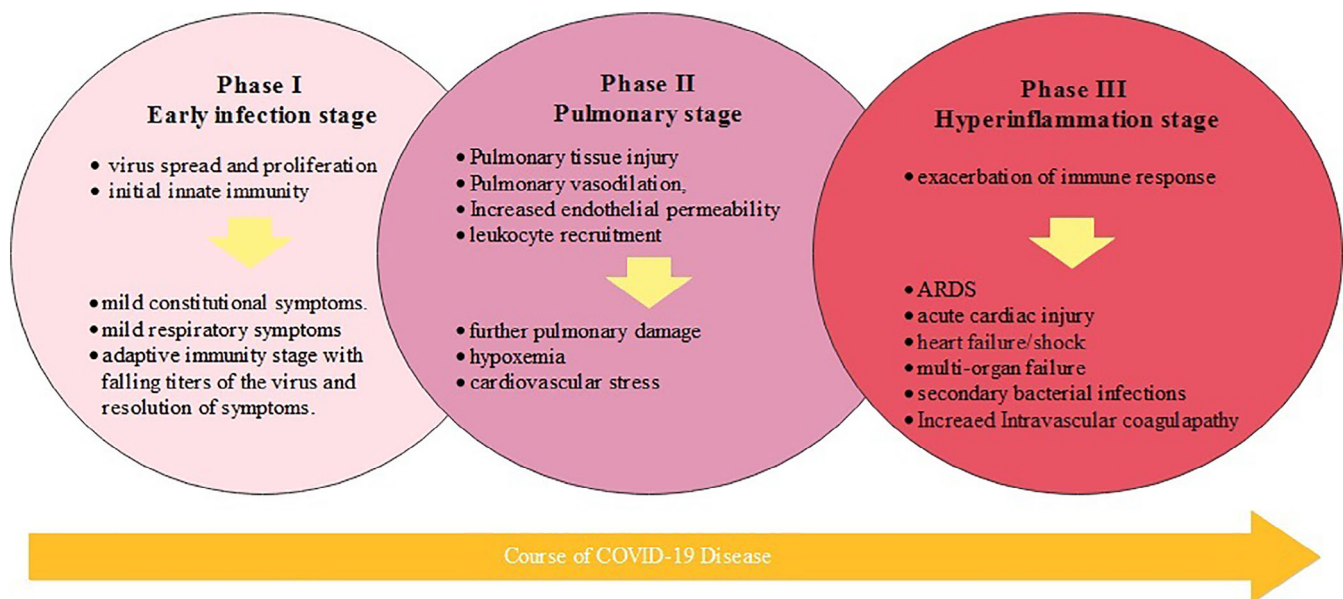 Phase I
Early infection stage
• virus spread and proliferation
• initial innate immunity
• mild constitutional symptoms.
• mild respiratory symptoms
• adaptive immunity stage with
falling titers of the virus and
resolution of symptoms.
Phase II
Pulmonary stage
• Pulmonary tissue injury
• Pulmonary vasodilation,
• Increased endothelial permeability
• leukocyte recruitment
• further pulmonary damage
• hypoxemia
• cardiovascular stress
Phase III
Hyperinflammation stage
• exacerbation of immune response
• ARDS
• acute cardiac injury
• heart failure/shock
• multi-organ failure
• secondary bacterial infections
• Increaed Intravascular coagulapathy
Course of COVID-19 Disease